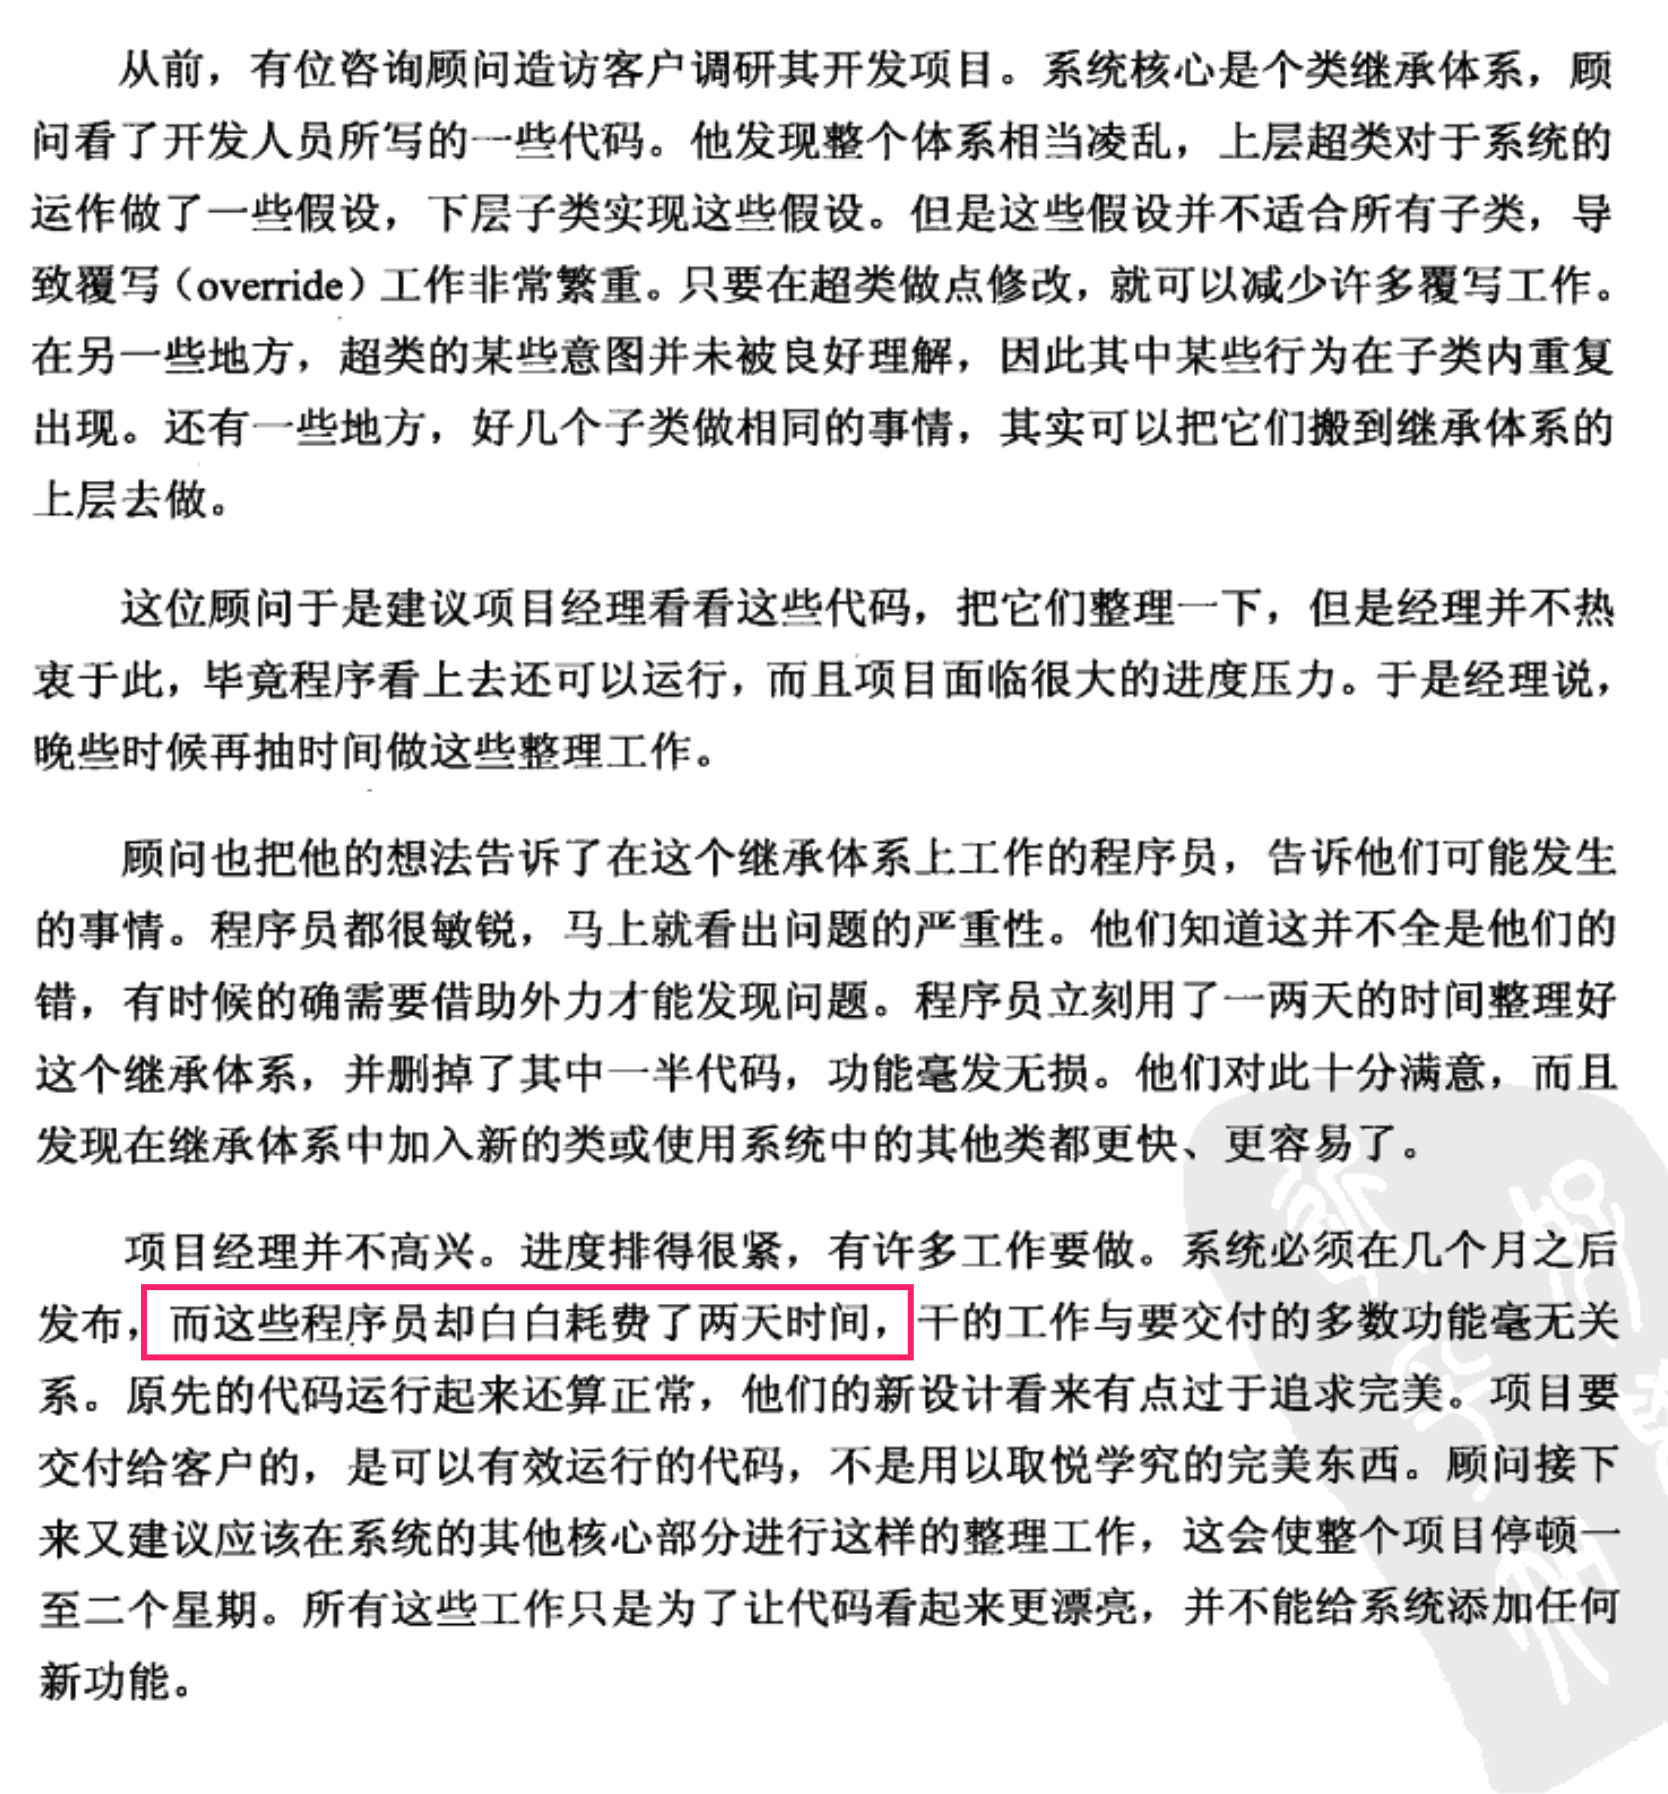 从前，有位咨询顾问造访客户调研其开发项目。系统核心是个类继承体系，顾
问看了开发人员所写的一些代码。他发现整个体系相当凌乱，上层超类对于系统的
运作做了一些假设，下层子类实现这些假设。但是这些假设并不适合所有子类，导
致覆写（override）工作非常繁重。只要在超类做点修改，就可以减少许多覆写工作。
在另一些地方，超类的某些意图并未被良好理解，因此其中某些行为在子类内重复
出现。还有一些地方，好几个子类做相同的事情，其实可以把它们搬到继承体系的
上层去做。
这位顾问于是建议项目经理看看这些代码，把它们整理一下，但是经理并不热
衷于此，毕竟程序看上去还可以运行，而且项目面临很大的进度压力。于是经理说，
晚些时候再抽时间做这些整理工作。
顾问也把他的想法告诉了在这个继承体系上工作的程序员，告诉他们可能发生
的事情。程序员都很敏锐，马上就看出问题的严重性。他们知道这并不全是他们的
错，有时候的确需要借助外力才能发现问题。程序员立刻用了一两天的时间整理好
这个继承体系，并删掉了其中一半代码，功能毫发无损。他们对此十分满意，而且
发现在继承体系中加入新的类或使用系统中的其他类都更快、更容易了。
项目经理并不高兴。进度排得很紧，有许多工作要做。系统必须在几个月之后
发布，而这些程序员却白白耗费了两天时间，干的工作与要交付的多数功能毫无关
系。原先的代码运行起来还算正常，他们的新设计看来有点过于追求完美。项目要
交付给客户的，是可以有效运行的代码，不是用以取悦学究的完美东西。顾问接下
来又建议应该在系统的其他核心部分进行这样的整理工作，这会使整个项目停顿一
至二个星期。所有这些工作只是为了让代码看起来更漂亮，并不能给系统添加任何
新功能。